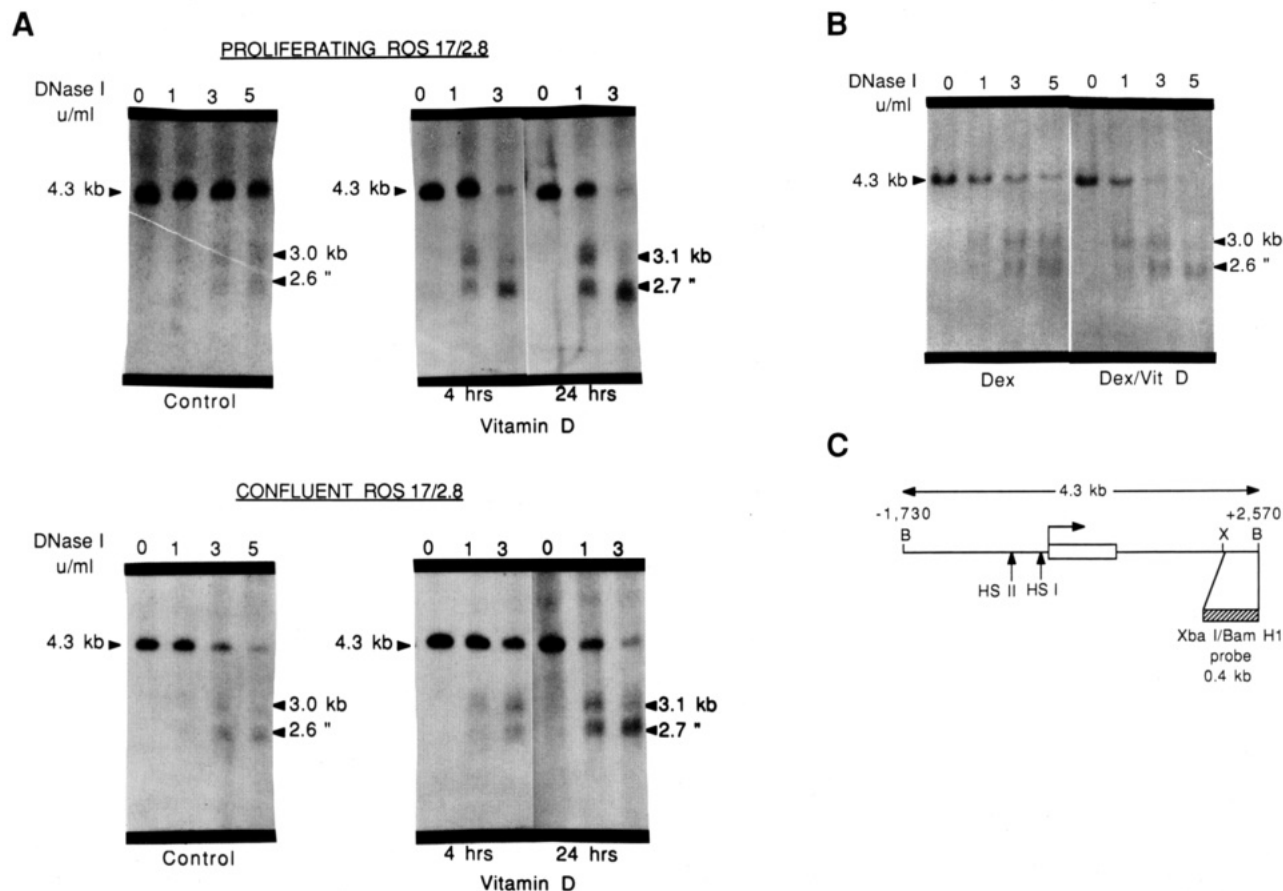 A
PROLIFERATING ROS 17/2.8
DNase I 0 1 3 5 0 1 3 0 1 3
u/ml
4.3 kb 4.3 kb
3.0 kb 3.1 kb
2.6 " 2.7 "
Control 4 hrs 24 hrs
Vitamin D
CONFLUENT ROS 17/2.8
DNase I 0 1 3 5 0 1 3 0 1 3
u/ml
4.3 kb 4.3 kb
3.0 kb 3.1 kb
2.6 " 2.7 "
Control 4 hrs 24 hrs
Vitamin D
B
DNase I 0 1 3 5 0 1 3 5
u/ml
4.3 kb
3.0 kb
2.6 "
Dex Dex/Vit D
C
4.3 kb
-1,730 +2,570
B X B
HS II HS I
Xba I/Bam H1
probe
0.4 kb